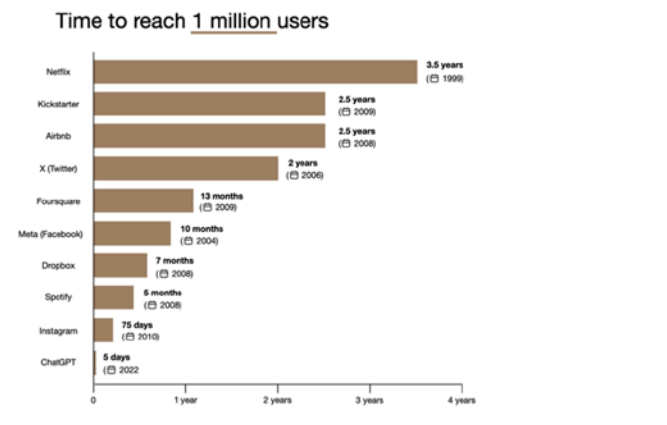 Time to reach 1 million users
Netflix
3.5 years
(1999)
Kickstarter
2.5 years
(2009)
Airbnb
2.5 years
(2008)
X (Twitter)
2 years
(2006)
Foursquare
13 months
(2009)
Meta (Facebook)
10 months
(2004)
Dropbox
7 months
(2008)
Spotify
5 months
(2008)
Instagram
75 days
(2010)
ChatGPT
5 days
(2022
0
1 year
2 years
3 years
4 years